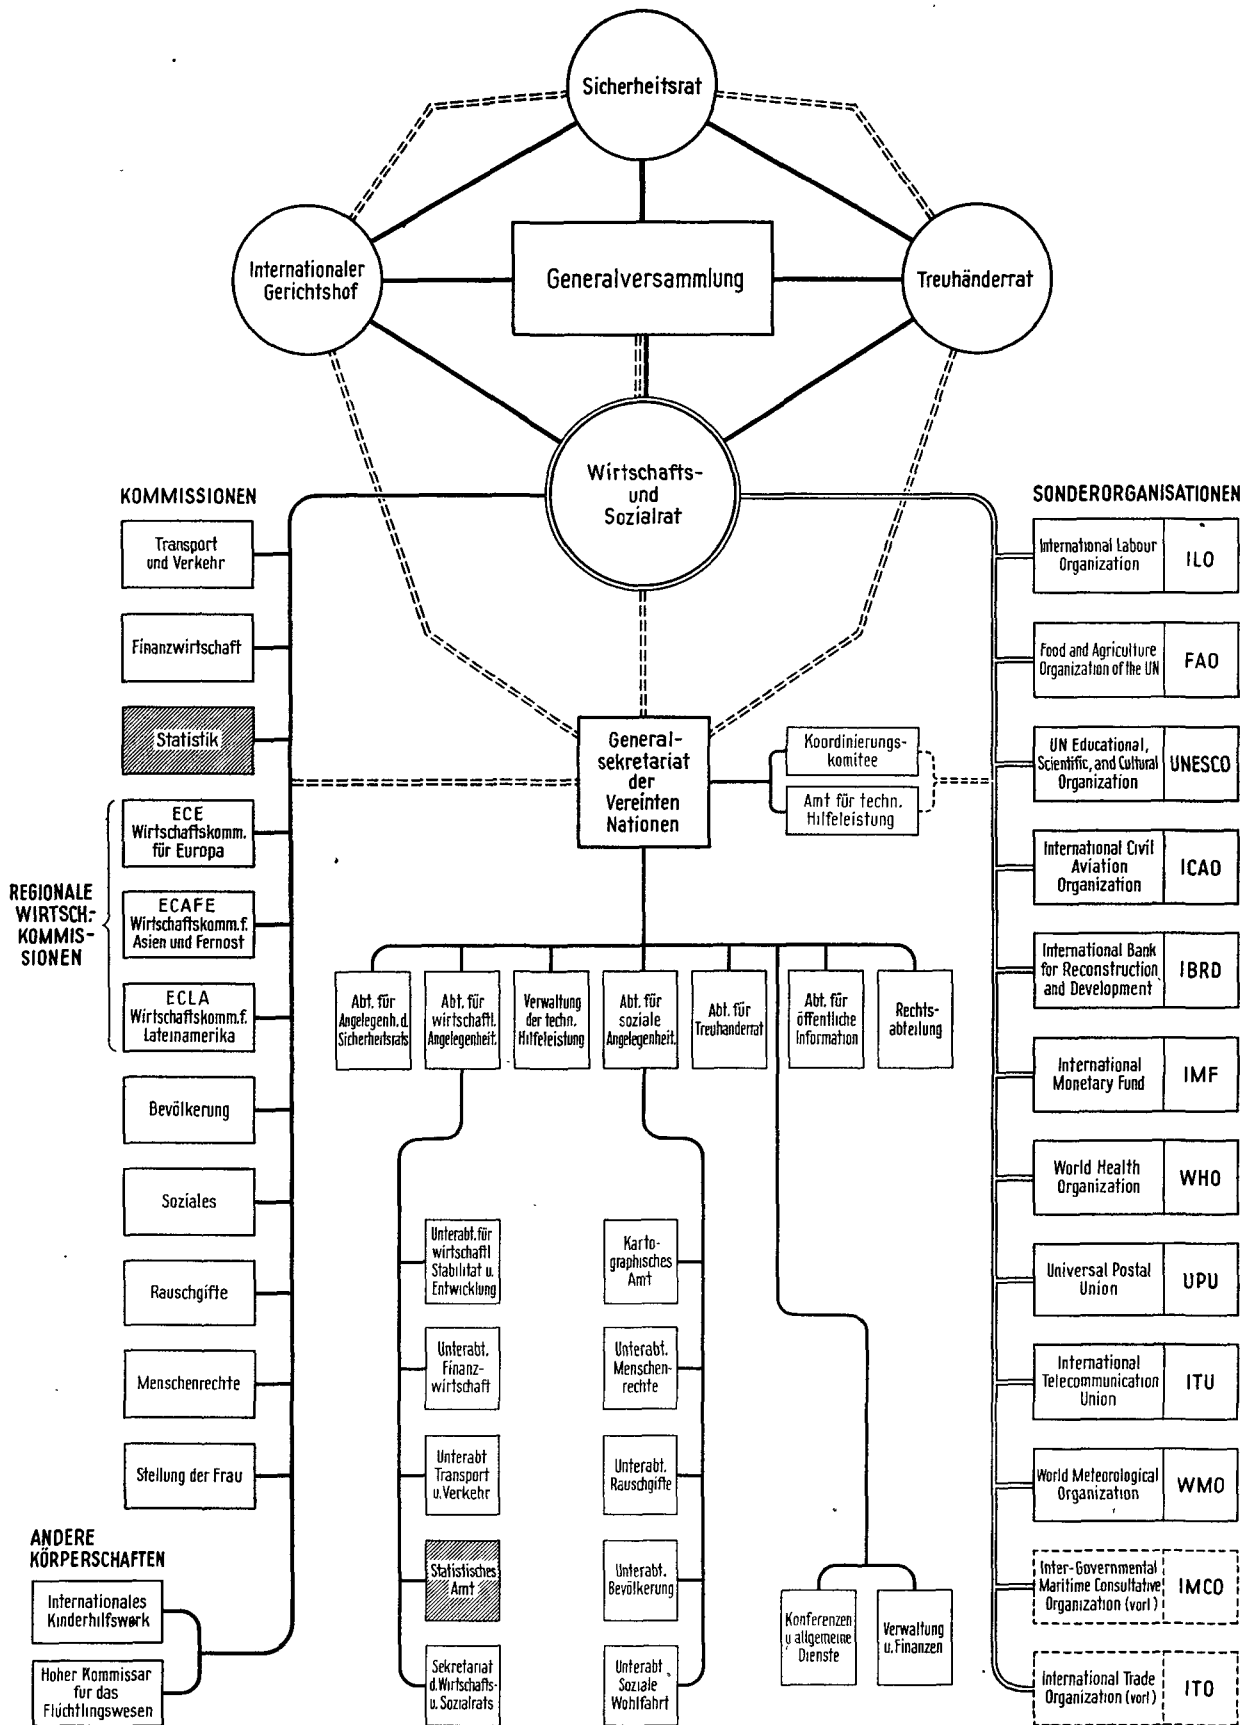 Sicherheitsrat
Internationaler
Gerichtshof
Generalversammlung
Treuhänderrat
Wirtschafts-
und
Sozialrat
KOMMISSIONEN
Transport
und Verkehr
Finanzwirtschaft
Statistik
REGIONALE
WIRTSCH.-
KOMMIS-
SIONEN
ECE
Wirtschaftskomm.
für Europa
ECAFE
Wirtschaftskomm.f.
Asien und Fernost
ECLA
Wirtschaftskomm.f.
Lateinamerika
Bevölkerung
Soziales
Rauschgifte
Menschenrechte
Stellung der Frau
ANDERE
KÖRPERSCHAFTEN
Internationales
Kinderhilfswerk
Hoher Kommissar
für das
Flüchtlingswesen
General-
sekretariat
der
Vereinten
Nationen
Koordinierungs-
komitee
Amt für techn.
Hilfeleistung
Abt. für
Angelegenh. d.
Sicherheitsrats
Abt. für
wirtschaftl.
Angelegenheit.
Verwaltung
der techn.
Hilfeleistung
Abt. für
soziale
Angelegenheit.
Abt. für
Treuhanderrat
Abt. für
öffentliche
Information
Rechts-
abteilung
Unterabt. für
wirtschaftl
Stabilitat u.
Entwicklung
Unterabt.
Finanz-
wirtschaft
Unterabt
Transport
u.Verkehr
Statistisches
Amt
Sekretariat
d.Wirtschafts-
u. Sozialrats
Karto-
graphisches
Amt
Unterabt.
Menschen-
rechte
Unterabt.
Rauschgifte
Unterabt.
Bevölkerung
Unterabt
Soziale
Wohlfahrt
Konferenzen
u allgemeine
Dienste
Verwaltung
u. Finanzen
SONDERORGANISATIONEN
International Labour
Organization
ILO
Food and Agriculture
Organization of the UN
FAO
UN Educational,
Scientific, and Cultural
Organization
UNESCO
International Civil
Aviation
Organization
ICAO
International Bank
for Reconstruction
and Development
IBRD
International
Monetary Fund
IMF
World Health
Organization
WHO
Universal Postal
Union
UPU
International
Telecommunication
Union
ITU
World Meteorological
Organization
WMO
Inter-Governmental
Maritime Consultative
Organization (vorl)
IMCO
International Trade
Organization (vorl)
ITO